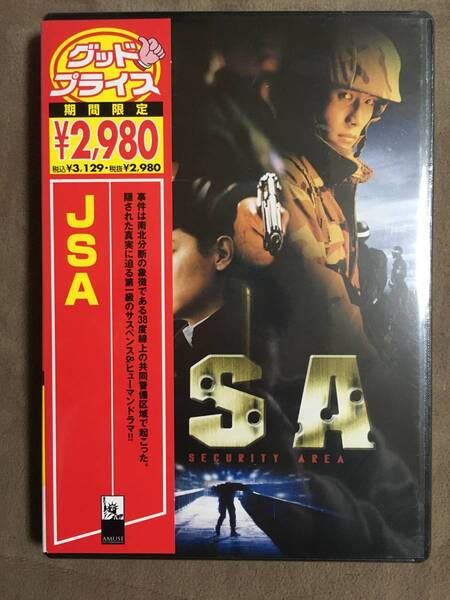 グッド
プライス
期間限定
¥2,980
税込¥3,129・税抜¥2,980
JSA
事件は南北分断の象徴である38度線上の共同警備区域で起こった。
隠された真実に迫る第一級のサスペンス&ヒューマンドラマ!!
AMUSE
SA
SECURITY AREA